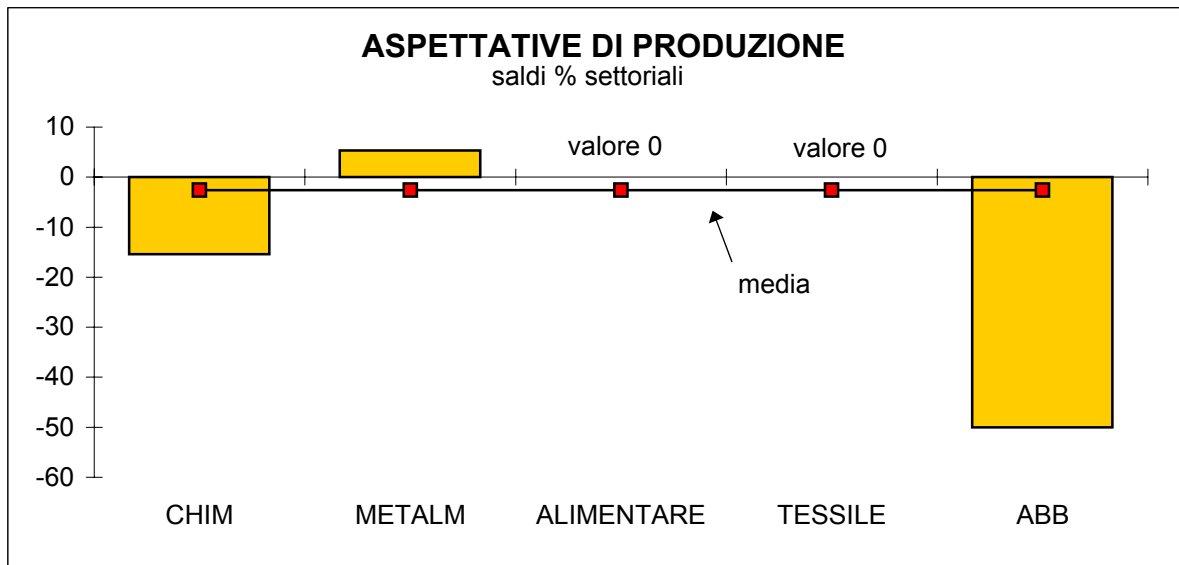 ASPETTATIVE DI PRODUZIONE
saldi % settoriali
10
valore 0
valore 0
0
-10
media
-20
-30
-40
-50
-60
CHIM METALM ALIMENTARE TESSILE ABB